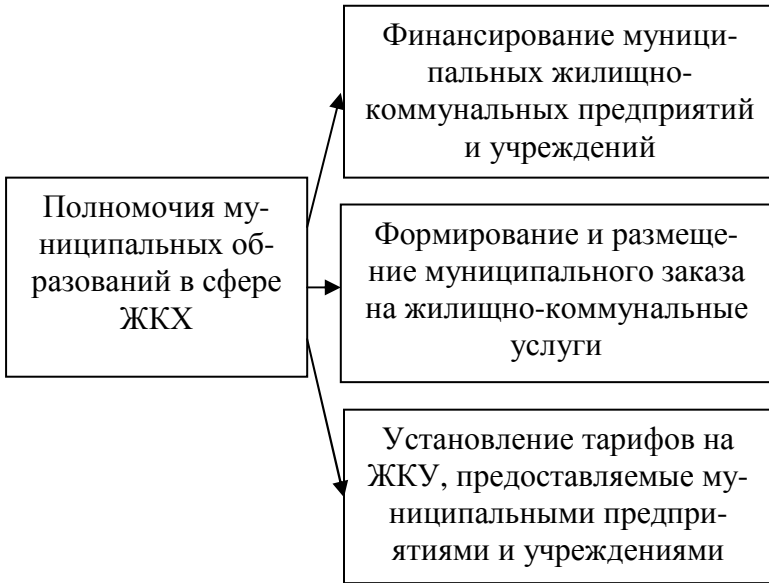 Полномочия му-
ниципальных об-
разований в сфере
ЖКХ
Финансирование муници-
пальных жилищно-
коммунальных предприятий
и учреждений
Формирование и размеще-
ние муниципального заказа
на жилищно-коммунальные
услуги
Установление тарифов на
ЖКУ, предоставляемые му-
ниципальными предпри-
ятиями и учреждениями